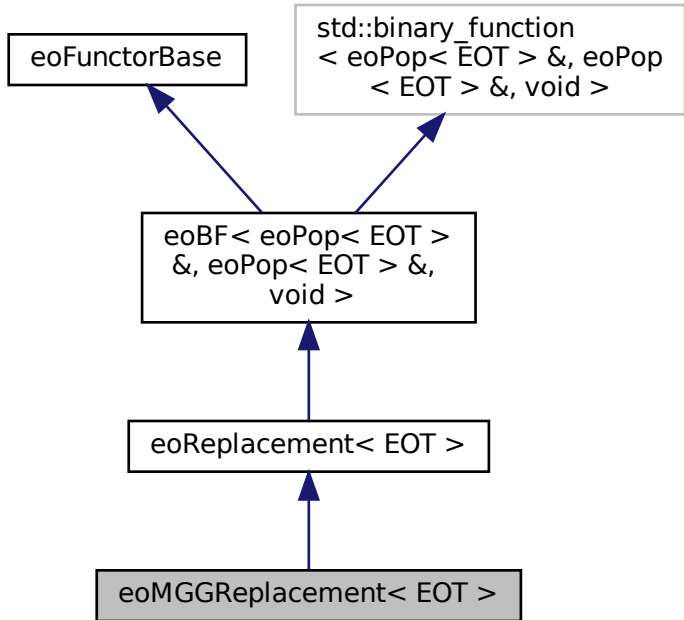 eoFunctorBase
std::binary_function
< eoPop< EOT > &, eoPop
< EOT > &, void >
eoBF< eoPop< EOT >
&, eoPop< EOT > &,
void >
eoReplacement< EOT >
eoMGGReplacement< EOT >